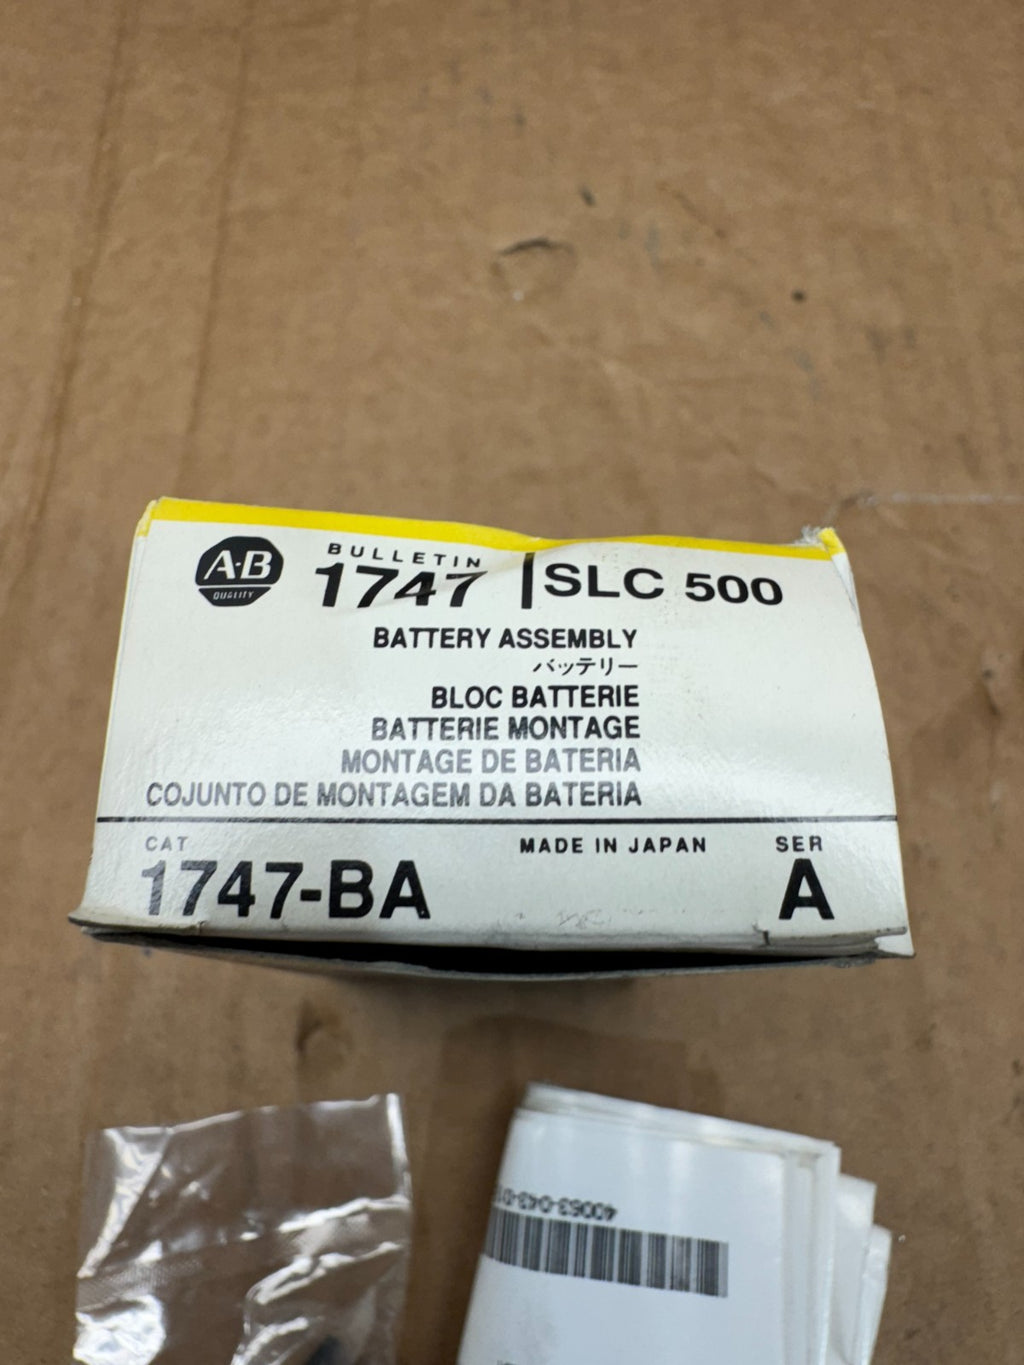 A·B
QUALITY
BULLETIN
1747 | SLC 500
BATTERY ASSEMBLY
バッテリー
BLOC BATTERIE
BATTERIE MONTAGE
MONTAGE DE BATERIA
COJUNTO DE MONTAGEM DA BATERIA
CAT MADE IN JAPAN SER
1747-BA A